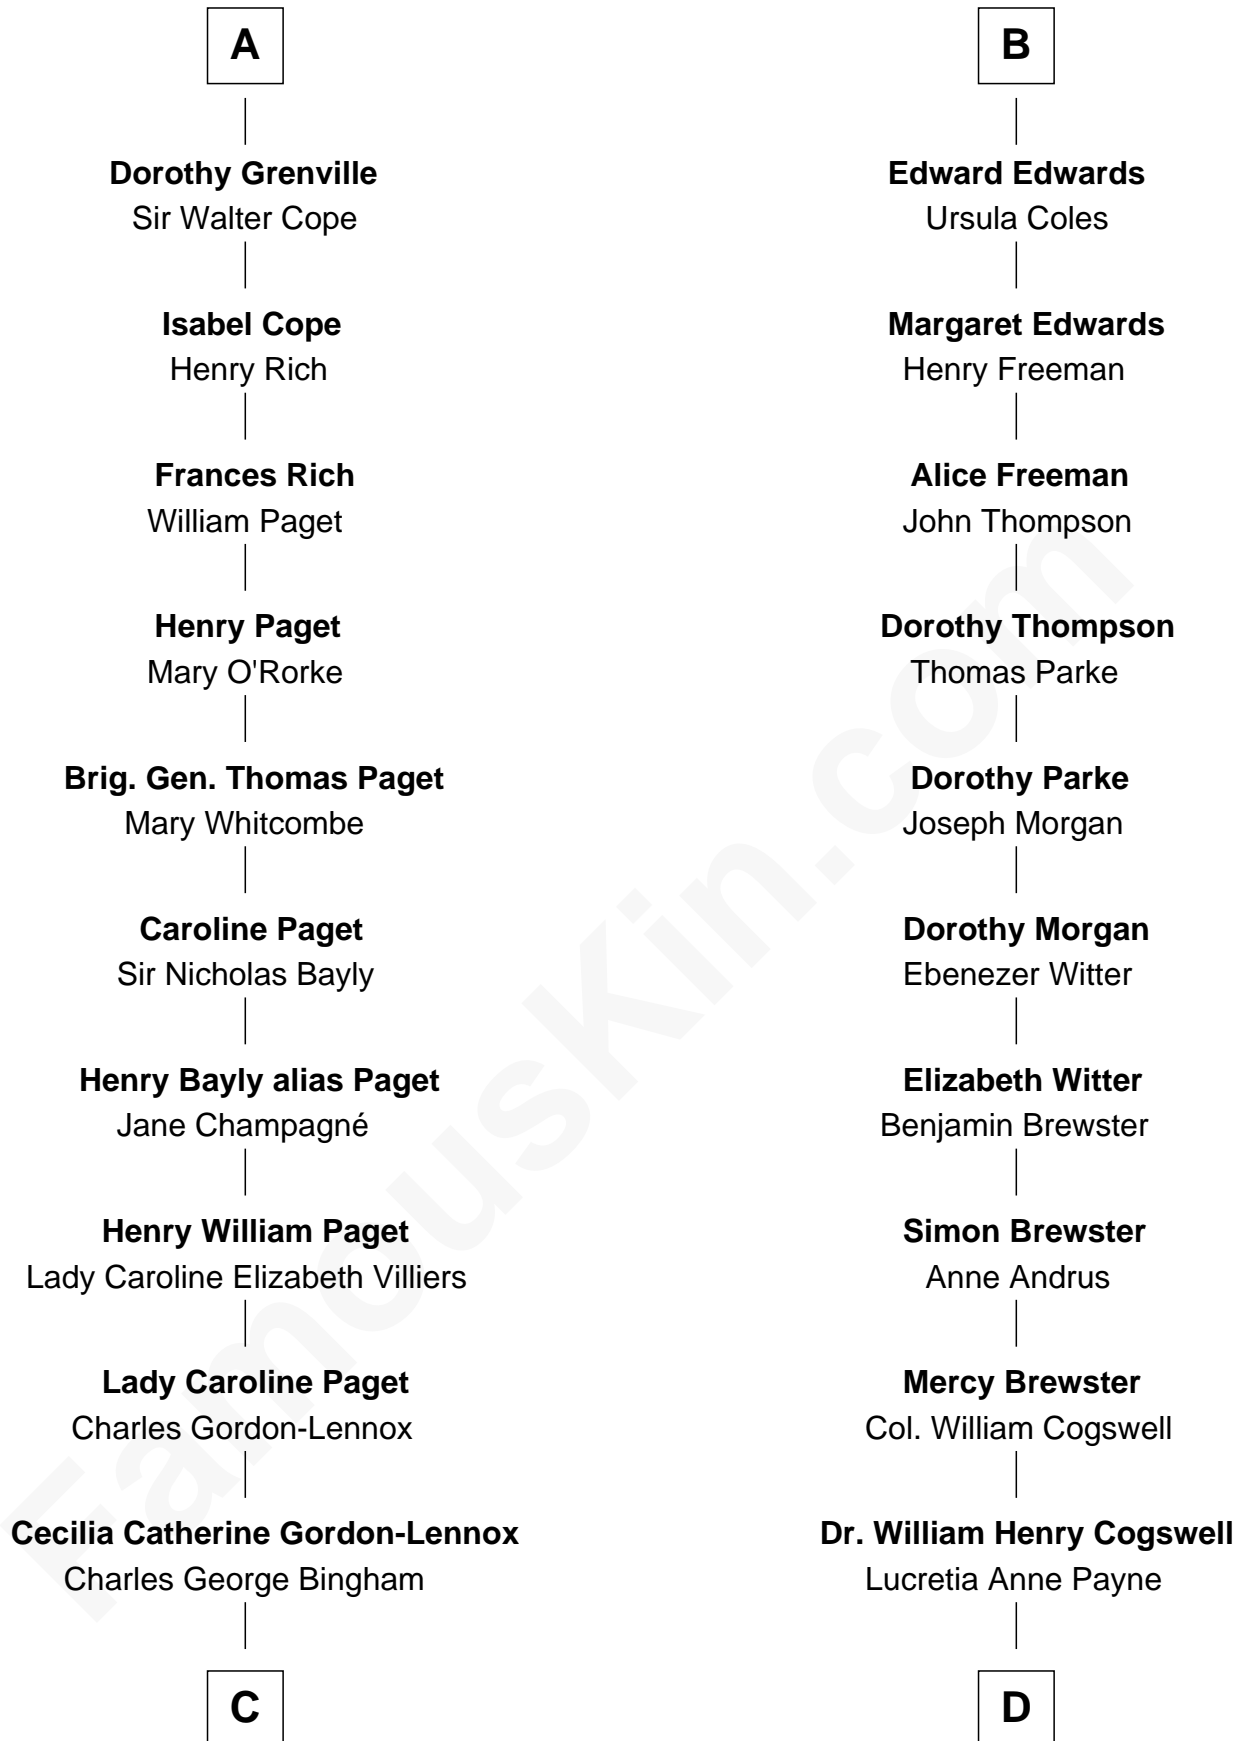 A
Dorothy Grenville
Sir Walter Cope
Isabel Cope
Henry Rich
Frances Rich
William Paget
Henry Paget
Mary O'Rorke
Brig. Gen. Thomas Paget
Mary Whitcombe
Caroline Paget
Sir Nicholas Bayly
Henry Bayly alias Paget
Jane Champagné
Henry William Paget
Lady Caroline Elizabeth Villiers
Lady Caroline Paget
Charles Gordon-Lennox
Cecilia Catherine Gordon-Lennox
Charles George Bingham
C
B
Edward Edwards
Ursula Coles
Margaret Edwards
Henry Freeman
Alice Freeman
John Thompson
Dorothy Thompson
Thomas Parke
Dorothy Parke
Joseph Morgan
Dorothy Morgan
Ebenezer Witter
Elizabeth Witter
Benjamin Brewster
Simon Brewster
Anne Andrus
Mercy Brewster
Col. William Cogswell
Dr. William Henry Cogswell
Lucretia Anne Payne
D
FamousKin.com